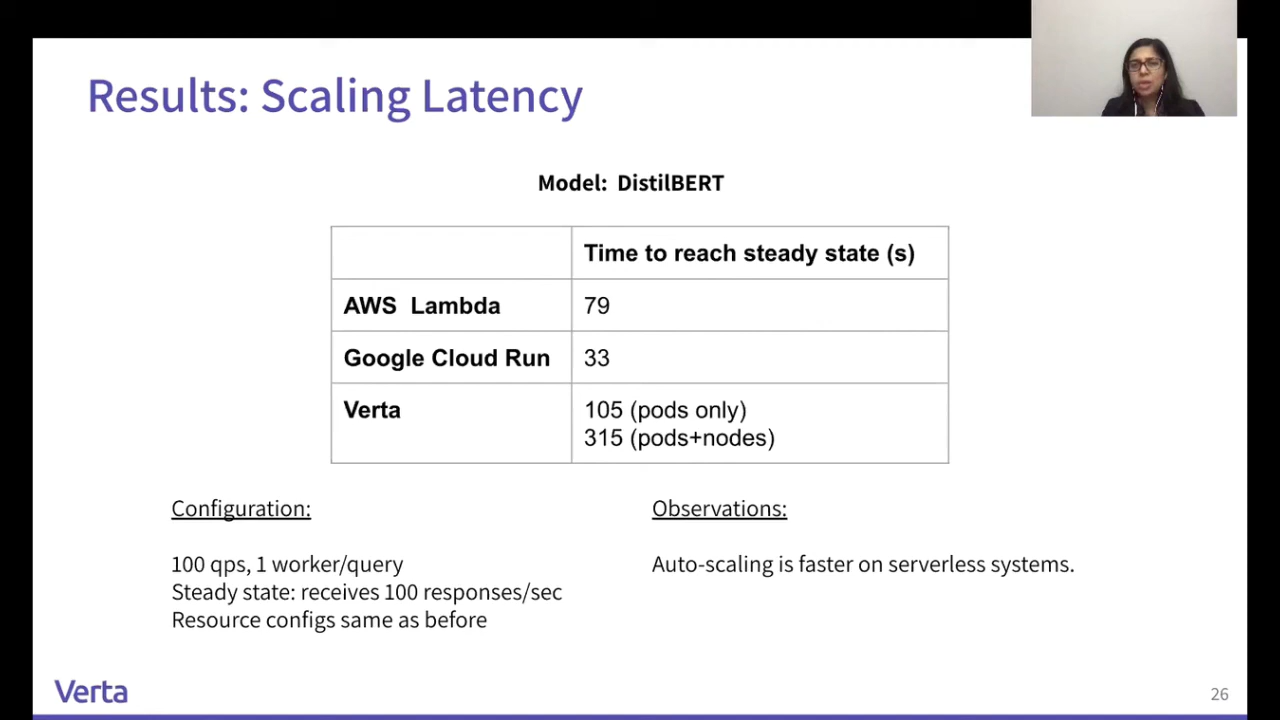 Results: Scaling Latency
Model: DistilBERT
Time to reach steady state (s)
AWS Lambda 79
Google Cloud Run 33
Verta 105 (pods only)
315 (pods+nodes)
Configuration:
100 qps, 1 worker/query
Steady state: receives 100 responses/sec
Resource configs same as before
Observations:
Auto-scaling is faster on serverless systems.
Verta
26